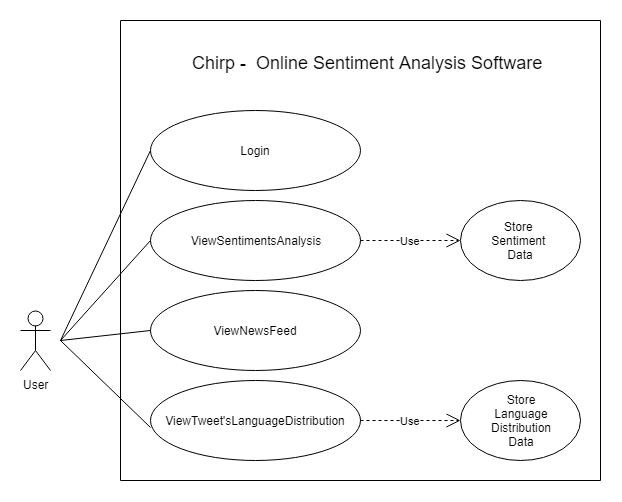 Chirp -  Online Sentiment Analysis Software
Login
ViewSentimentsAnalysis
Use
Store
Sentiment
Data
ViewNewsFeed
User
ViewTweet'sLanguageDistribution
Use
Store
Language
Distribution
Data